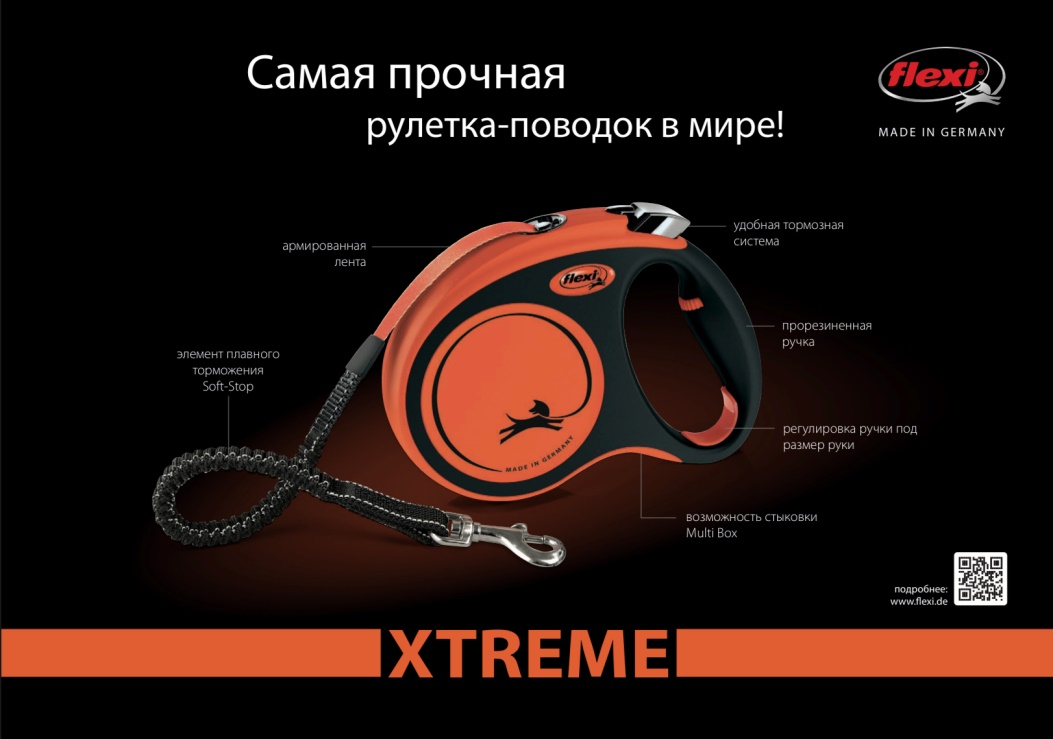 Самая прочная
рулетка-поводок в мире!
flexi®
MADE IN GERMANY
армированная
лента
удобная тормозная
система
flexi
прорезиненная
ручка
элемент плавного
торможения
Soft-Stop
регулировка ручки под
размер руки
MADE IN GERMANY
возможность стыковки
Multi Box
подробнее:
www.flexi.de
XTREME